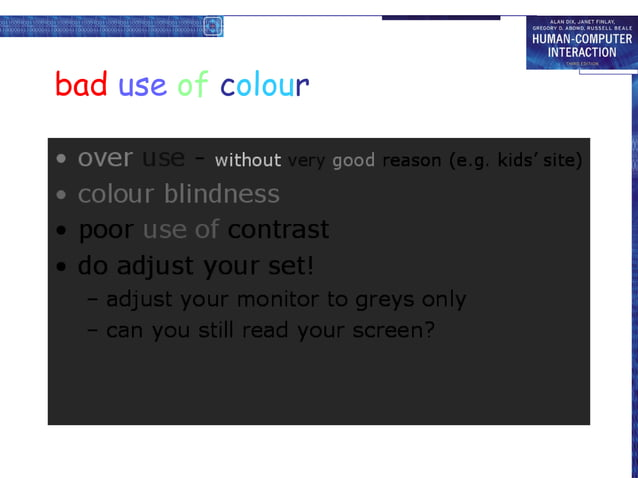 ALAN DIX, JANET FINLAY,
GREGORY D. ABOWD, RUSSELL BEALE
HUMAN-COMPUTER
INTERACTION
THIRD EDITION
bad use of colour
• over use - without very good reason (e.g. kids’ site)
• colour blindness
• poor use of contrast
• do adjust your set!
– adjust your monitor to greys only
– can you still read your screen?